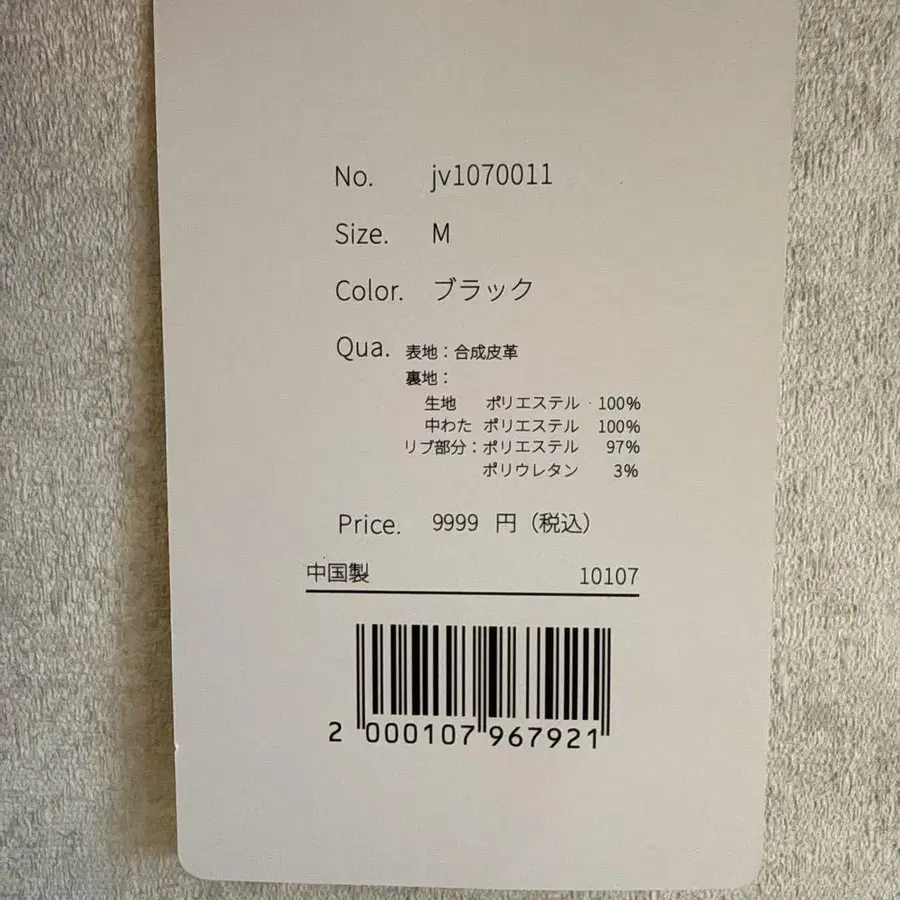 No. jv1070011
Size. M
Color. ブラック
Qua. 表地：合成皮革
裏地：
生地 ポリエステル 100%
中わた ポリエステル 100%
リブ部分：ポリエステル 97%
ポリウレタン 3%
Price. 9999 円（税込）
中国製 10107
2 000107 967921